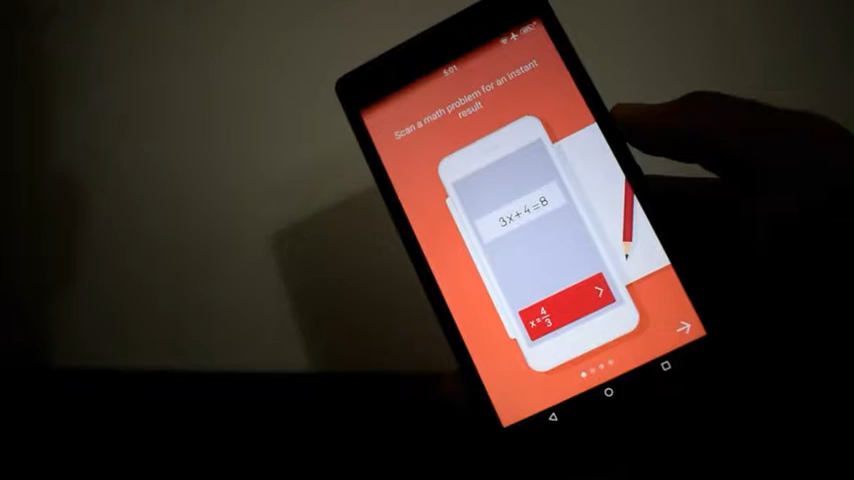 5:01
Scan a math problem for an instant
result
3x+4=8
x=4/3